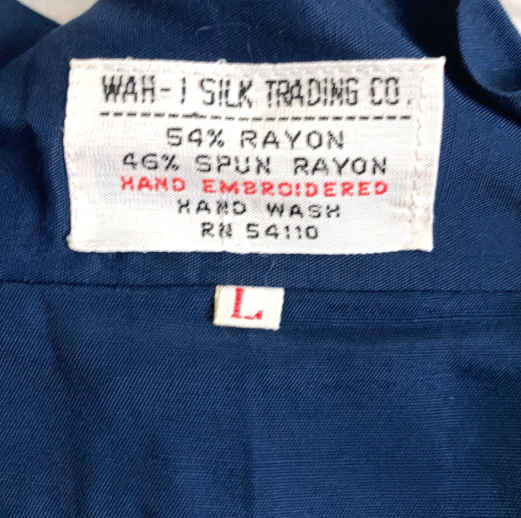 WAH-I SILK TRADING CO.
54% RAYON
46% SPUN RAYON
HAND EMBROIDERED
HAND WASH
RN 54110
L